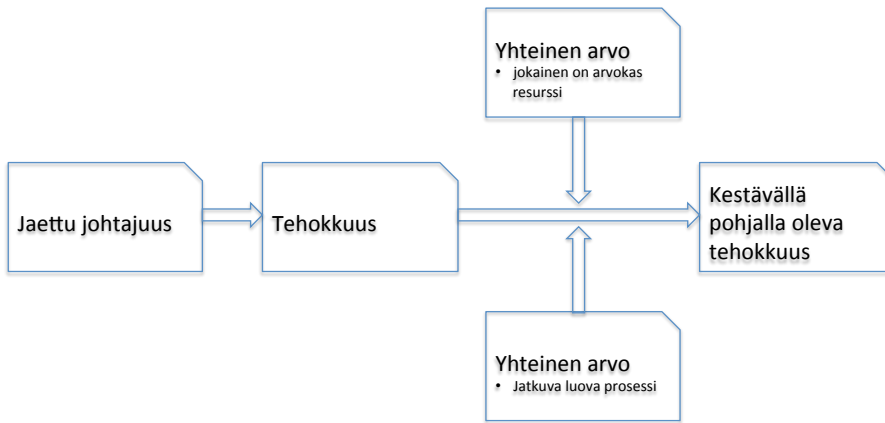 Yhteinen arvo
• jokainen on arvokas
resurssi
Jaettu johtajuus
Tehokkuus
Kestävällä
pohjalla oleva
tehokkuus
Yhteinen arvo
• Jatkuva luova prosessi